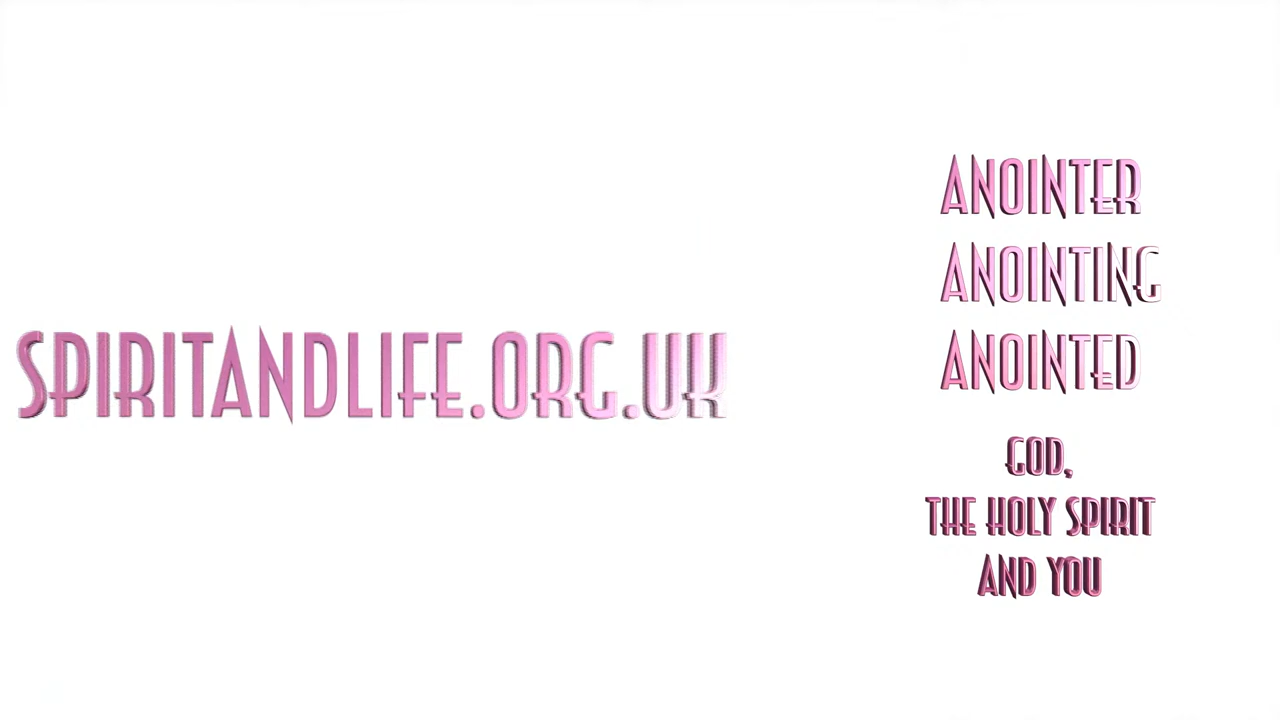 SPIRITANDLIFE.ORG.UK
ANOINTER
ANOINTING
ANOINTED
GOD,
THE HOLY SPIRIT
AND YOU